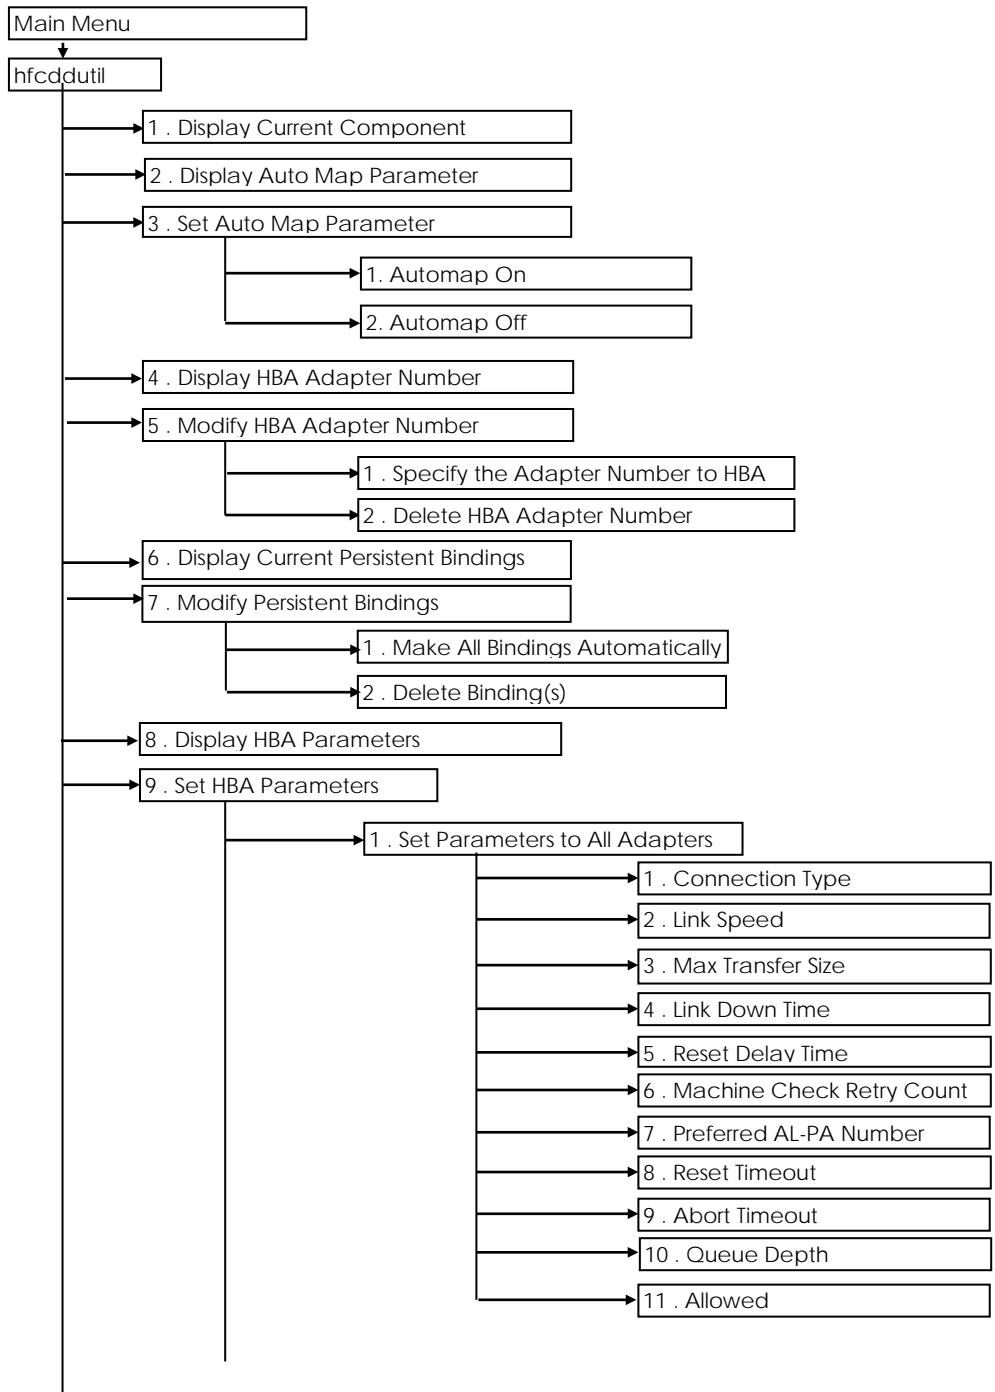 Main Menu
hfcddutil
1 . Display Current Component
2 . Display Auto Map Parameter
3 . Set Auto Map Parameter
1. Automap On
2. Automap Off
4 . Display HBA Adapter Number
5 . Modify HBA Adapter Number
1 . Specify the Adapter Number to HBA
2 . Delete HBA Adapter Number
6 . Display Current Persistent Bindings
7 . Modify Persistent Bindings
1 . Make All Bindings Automatically
2 . Delete Binding(s)
8 . Display HBA Parameters
9 . Set HBA Parameters
1 . Set Parameters to All Adapters
1 . Connection Type
2 . Link Speed
3 . Max Transfer Size
4 . Link Down Time
5 . Reset Delay Time
6 . Machine Check Retry Count
7 . Preferred AL-PA Number
8 . Reset Timeout
9 . Abort Timeout
10 . Queue Depth
11 . Allowed